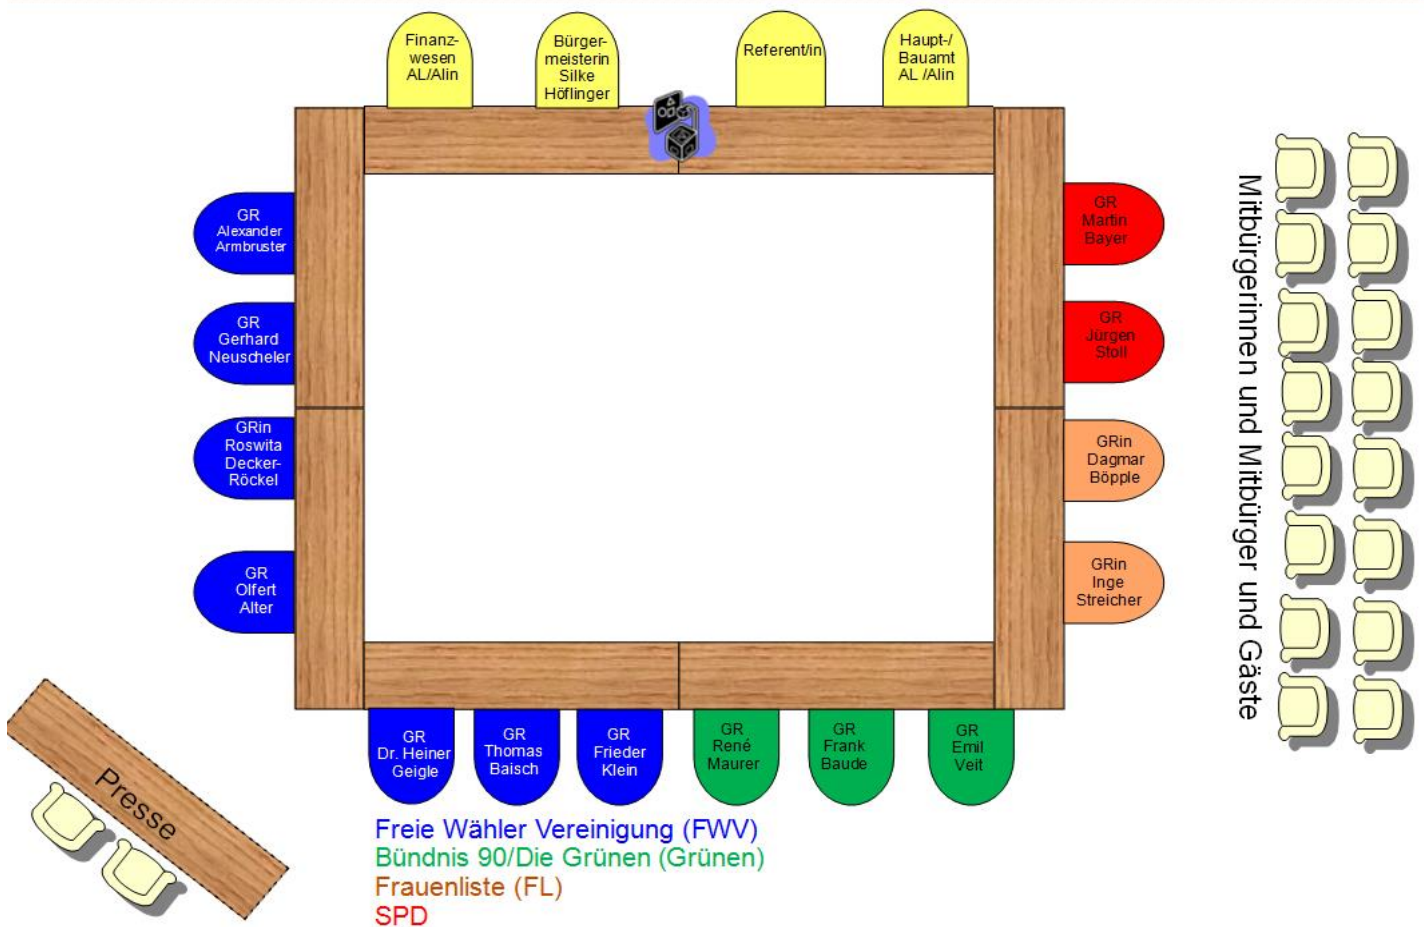 Finanz-
wesen
AL/Alin
Bürger-
meisterin
Silke
Höflinger
Referent/in
Haupt-/
Bauamt
AL /Alin
GR
Alexander
Armbruster
GR
Gerhard
Neuscheler
GRin
Roswita
Decker-
Röckel
GR
Olfert
Alter
GR
Martin
Bayer
GR
Jürgen
Stoll
GRin
Dagmar
Böpple
GRin
Inge
Streicher
Mitbürgerinnen und Mitbürger und Gäste
GR
Dr. Heiner
Geigle
GR
Thomas
Baisch
GR
Frieder
Klein
GR
René
Maurer
GR
Frank
Baude
GR
Emil
Veit
Presse
Freie Wähler Vereinigung (FWV)
Bündnis 90/Die Grünen (Grünen)
Frauenliste (FL)
SPD